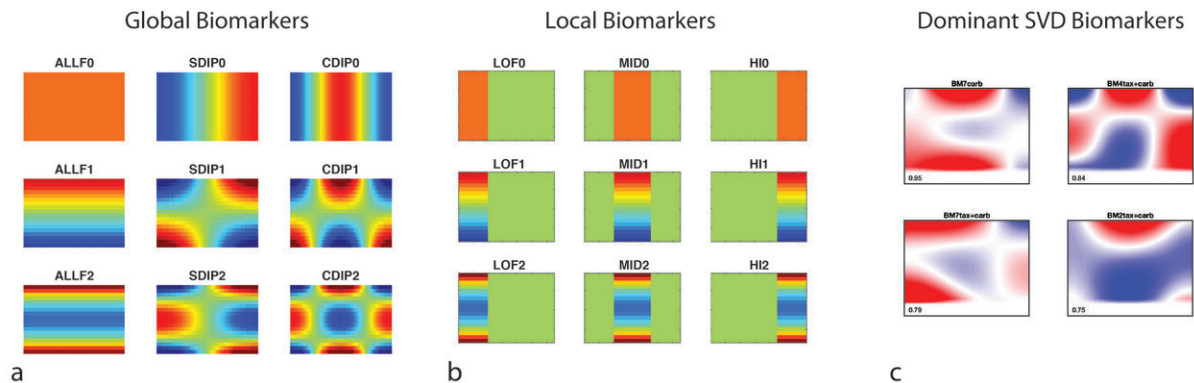 Global Biomarkers
ALLF0 SDIP0 CDIP0
ALLF1 SDIP1 CDIP1
ALLF2 SDIP2 CDIP2
a
Local Biomarkers
LOF0 MID0 HI0
LOF1 MID1 HI1
LOF2 MID2 HI2
b
Dominant SVD Biomarkers
BM7carb BM4tax+carb
0.95 0.84
BM7tax+carb BM2tax+carb
0.79 0.75
c